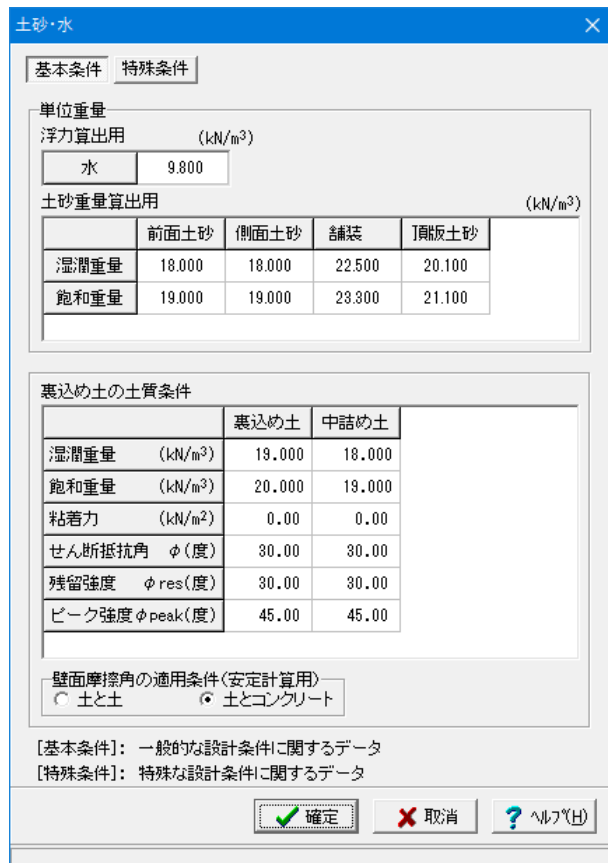 土砂・水
基本条件 特殊条件
単位重量
浮力算出用 (kN/m³)
水 9.800
土砂重量算出用 (kN/m³)
前面土砂 側面土砂 舗装 頂版土砂
湿潤重量 18.000 18.000 22.500 20.100
飽和重量 19.000 19.000 23.300 21.100
裏込め土の土質条件
裏込め土 中詰め土
湿潤重量 (kN/m³) 19.000 18.000
飽和重量 (kN/m³) 20.000 19.000
粘着力 (kN/m²) 0.00 0.00
せん断抵抗角 φ(度) 30.00 30.00
残留強度 φres(度) 30.00 30.00
ピーク強度φpeak(度) 45.00 45.00
壁面摩擦角の適用条件(安定計算用)
土と土 土とコンクリート
[基本条件]: 一般的な設計条件に関するデータ
[特殊条件]: 特殊な設計条件に関するデータ
確定 取消 ヘルプ(H)